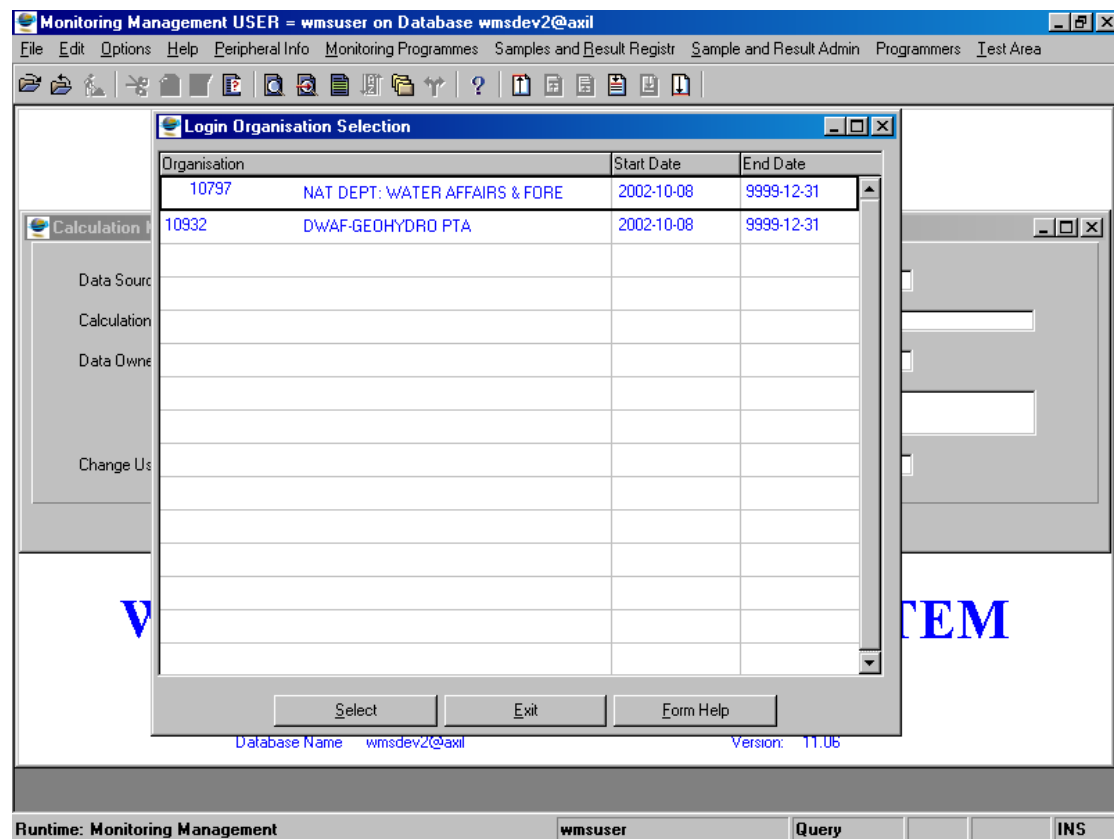 Monitoring Management USER = wmsuser on Database wmsdev2@axil
File Edit Options Help Peripheral Info Monitoring Programmes Samples and Result Registr Sample and Result Admin Programmers Test Area
Login Organisation Selection
Organisation Start Date End Date
10797 NAT DEPT: WATER AFFAIRS & FORE 2002-10-08 9999-12-31
10932 DWAF-GEOHYDRO PTA 2002-10-08 9999-12-31
Calculation
Data Sourc
Calculation
Data Owne
Change Us
W TEM
Select Exit Form Help
Database Name wmsdev2@axil Version: 11.06
Runtime: Monitoring Management wmsuser Query INS